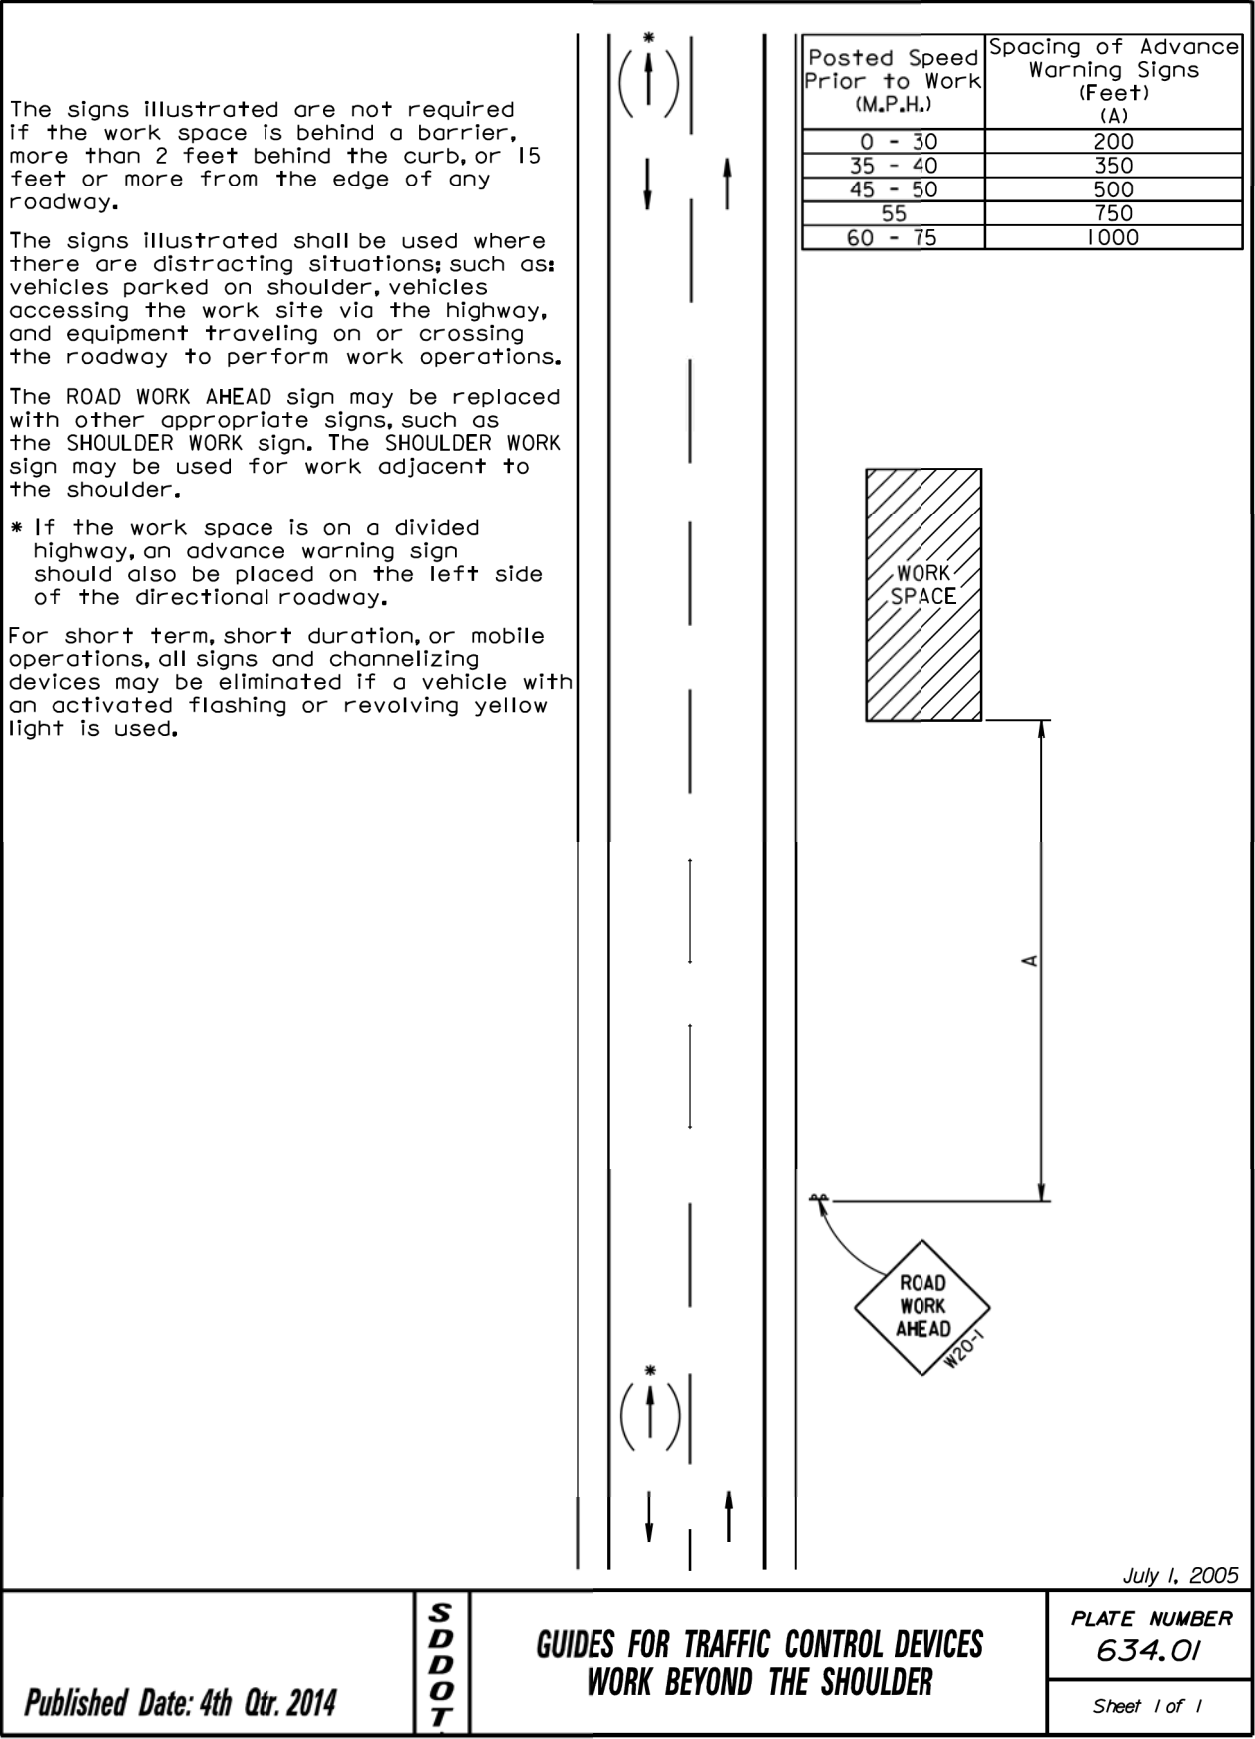 The signs illustrated are not required
if the work space is behind a barrier,
more than 2 feet behind the curb, or 15
feet or more from the edge of any
roadway.
The signs illustrated shall be used where
there are distracting situations; such as:
vehicles parked on shoulder, vehicles
accessing the work site via the highway,
and equipment traveling on or crossing
the roadway to perform work operations.
The ROAD WORK AHEAD sign may be replaced
with other appropriate signs, such as
the SHOULDER WORK sign. The SHOULDER WORK
sign may be used for work adjacent to
the shoulder.
* If the work space is on a divided
highway, an advance warning sign
should also be placed on the left side
of the directional roadway.
For short term, short duration, or mobile
operations, all signs and channelizing
devices may be eliminated if a vehicle with
an activated flashing or revolving yellow
light is used.
*
( )
Posted Speed
Prior to Work
(M.P.H.)
Spacing of Advance
Warning Signs
(Feet)
(A)
0 - 30 200
35 - 40 350
45 - 50 500
55 750
60 - 75 1000
WORK
SPACE
A
ROAD
WORK
AHEAD
W20-1
*
( )
July 1, 2005
Published Date: 4th Qtr. 2014
SDDOT
GUIDES FOR TRAFFIC CONTROL DEVICES
WORK BEYOND THE SHOULDER
PLATE NUMBER
634.01
Sheet 1 of 1